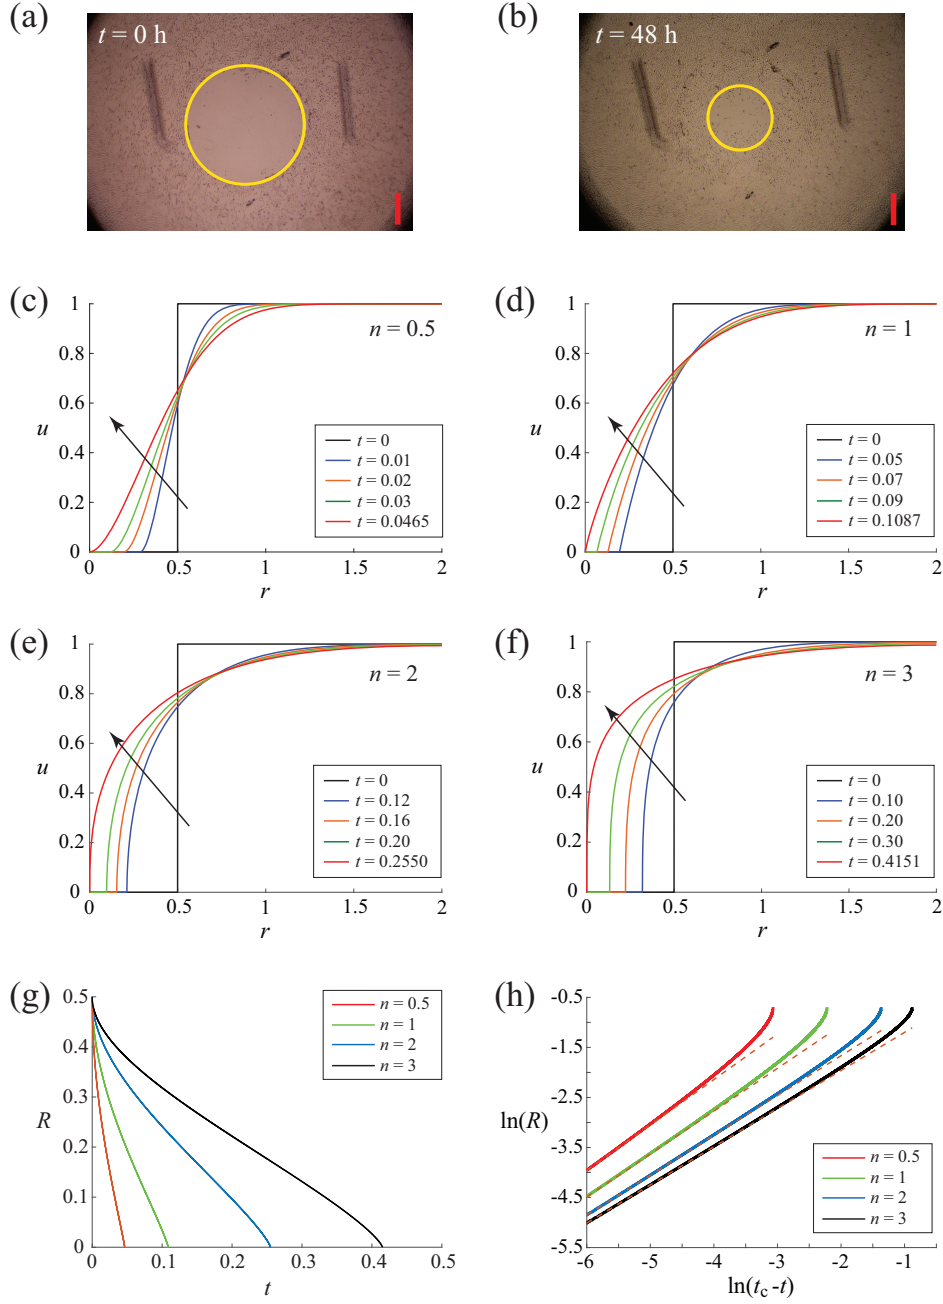 (a)
t = 0 h
(b)
t = 48 h
(c)
1
0.8
0.6
0.4
0.2
0
u
n = 0.5
t = 0
t = 0.01
t = 0.02
t = 0.03
t = 0.0465
0 0.5 1 1.5 2
r
(d)
1
0.8
0.6
0.4
0.2
0
u
n = 1
t = 0
t = 0.05
t = 0.07
t = 0.09
t = 0.1087
0 0.5 1 1.5 2
r
(e)
1
0.8
0.6
0.4
0.2
0
u
n = 2
t = 0
t = 0.12
t = 0.16
t = 0.20
t = 0.2550
0 0.5 1 1.5 2
r
(f)
1
0.8
0.6
0.4
0.2
0
u
n = 3
t = 0
t = 0.10
t = 0.20
t = 0.30
t = 0.4151
0 0.5 1 1.5 2
r
(g)
0.5
0.4
0.3
0.2
0.1
0
R
n = 0.5
n = 1
n = 2
n = 3
0 0.1 0.2 0.3 0.4 0.5
t
(h)
-0.5
-1.5
-2.5
-3.5
-4.5
-5.5
ln(R)
n = 0.5
n = 1
n = 2
n = 3
-6 -5 -4 -3 -2 -1
ln(tc-t)